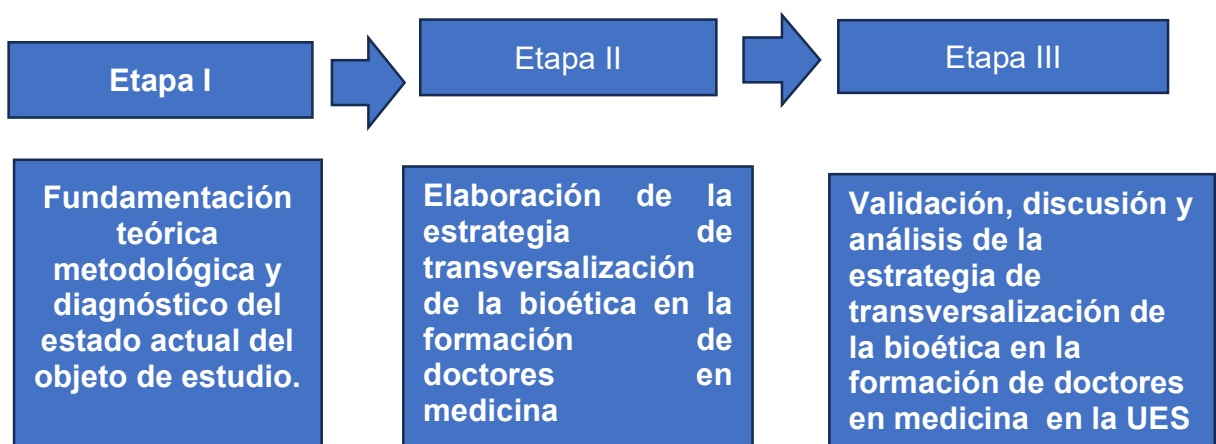 Etapa I
Etapa II
Etapa III
Fundamentación
teórica
metodológica y
diagnóstico del
estado actual del
objeto de estudio.
Elaboración de la
estrategia de
transversalización
de la bioética en la
formación de
doctores en
medicina
Validación, discusión y
análisis de la
estrategia de
transversalización de
la bioética en la
formación de doctores
en medicina en la UES